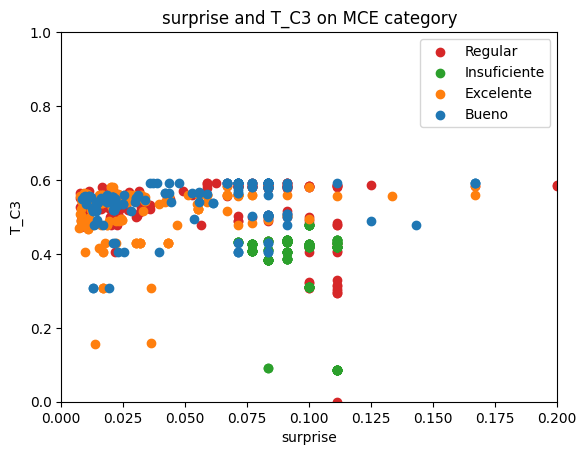 surprise and T_C3 on MCE category
Regular
Insuficiente
Excelente
Bueno
1.0
0.8
0.6
0.4
0.2
0.0
T_C3
0.000 0.025 0.050 0.075 0.100 0.125 0.150 0.175 0.200
surprise